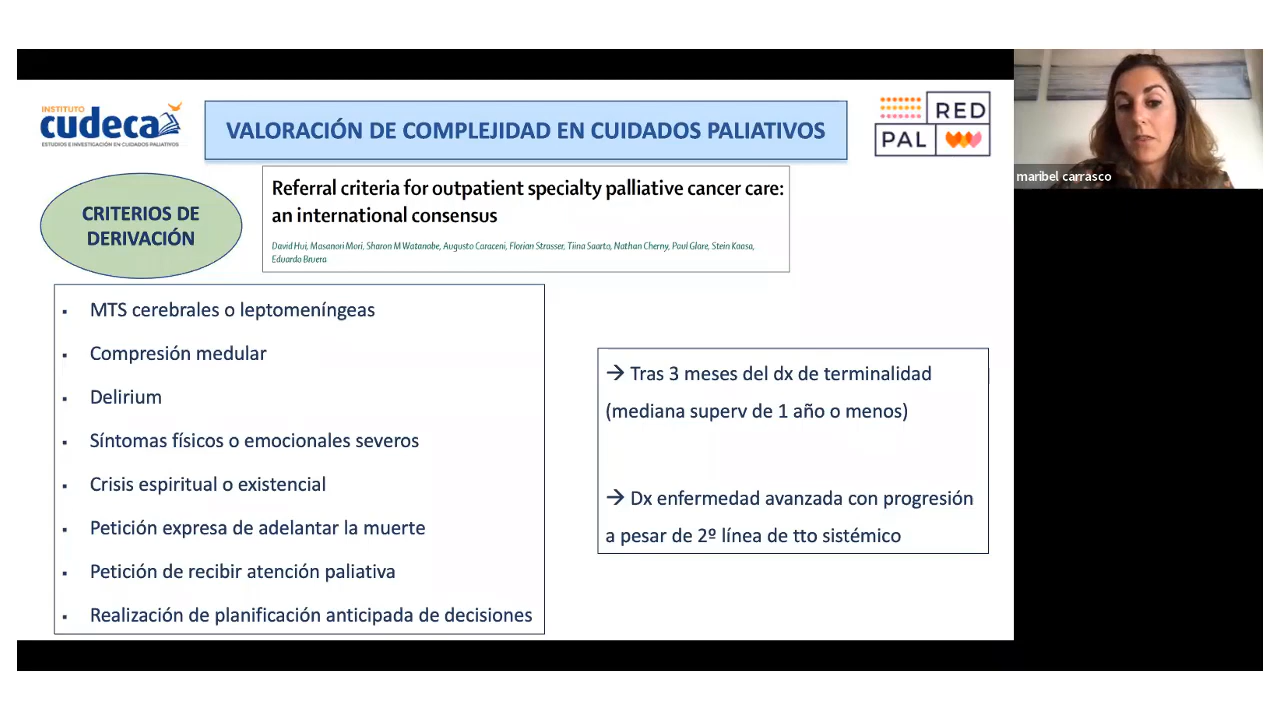 INSTITUTO
cudeca
ESTUDIOS E INVESTIGACIÓN EN CUIDADOS PALIATIVOS
VALORACIÓN DE COMPLEJIDAD EN CUIDADOS PALIATIVOS
RED
PAL
maribel carrasco
CRITERIOS DE
DERIVACIÓN
Referral criteria for outpatient specialty palliative cancer care:
an international consensus
David Hui, Masanori Mori, Sharon M Watanabe, Augusto Caraceni, Florian Strasser, Tiina Saarto, Nathan Cherny, Paul Glare, Stein Kaasa,
Eduardo Bruera
▪ MTS cerebrales o leptomeníngeas
▪ Compresión medular
▪ Delirium
▪ Síntomas físicos o emocionales severos
▪ Crisis espiritual o existencial
▪ Petición expresa de adelantar la muerte
▪ Petición de recibir atención paliativa
▪ Realización de planificación anticipada de decisiones
→ Tras 3 meses del dx de terminalidad
(mediana superv de 1 año o menos)
→ Dx enfermedad avanzada con progresión
a pesar de 2º línea de tto sistémico